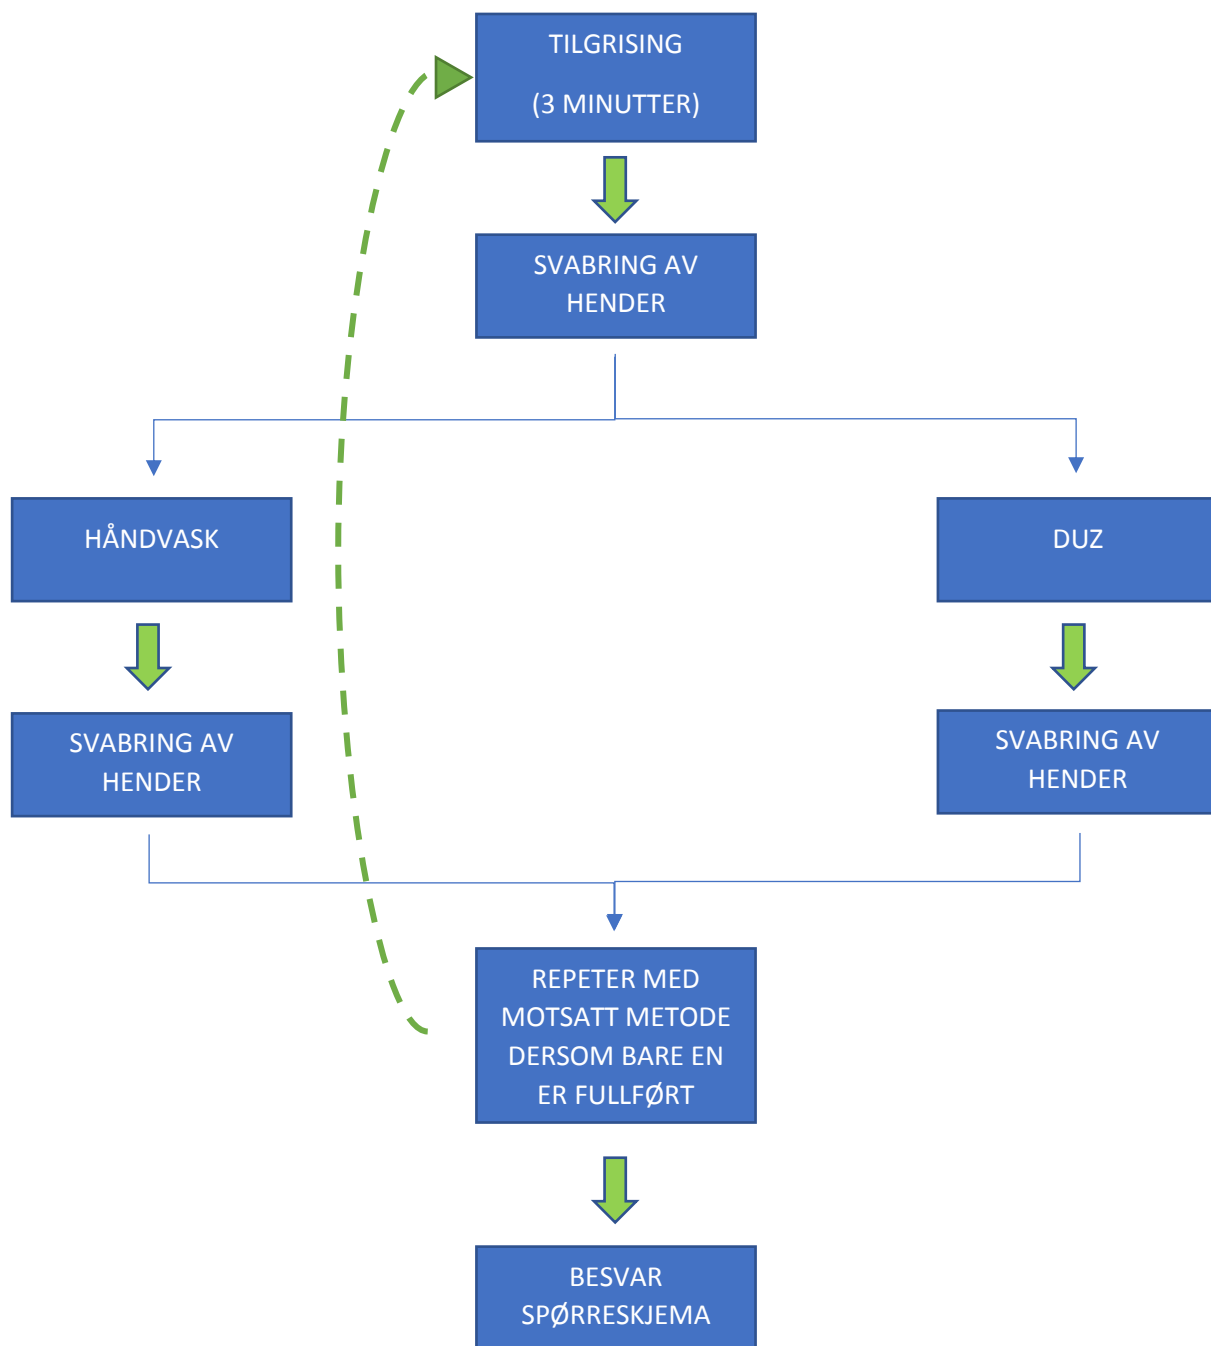 TILGRISING
(3 MINUTTER)
SVABRING AV
HENDER
HÅNDVASK
DUZ
SVABRING AV
HENDER
SVABRING AV
HENDER
REPETER MED
MOTSATT METODE
DERSOM BARE EN
ER FULLFØRT
BESVAR
SPØRRESKJEMA